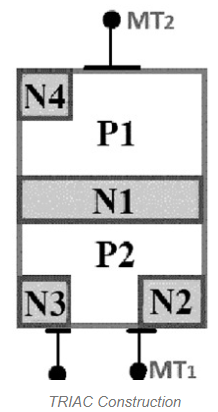 MT2
N4
P1
N1
P2
N3 N2
MT1
TRIAC Construction